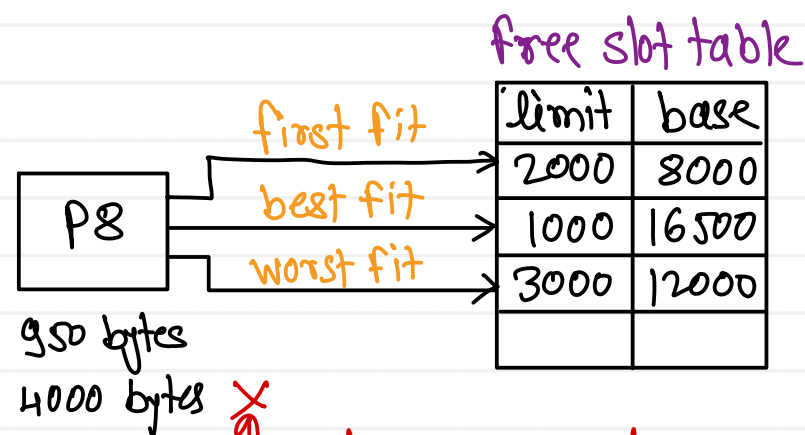 free slot table
limit base
first fit
2000 8000
P8
best fit
1000 16500
worst fit
3000 12000
950 bytes
4000 bytes X